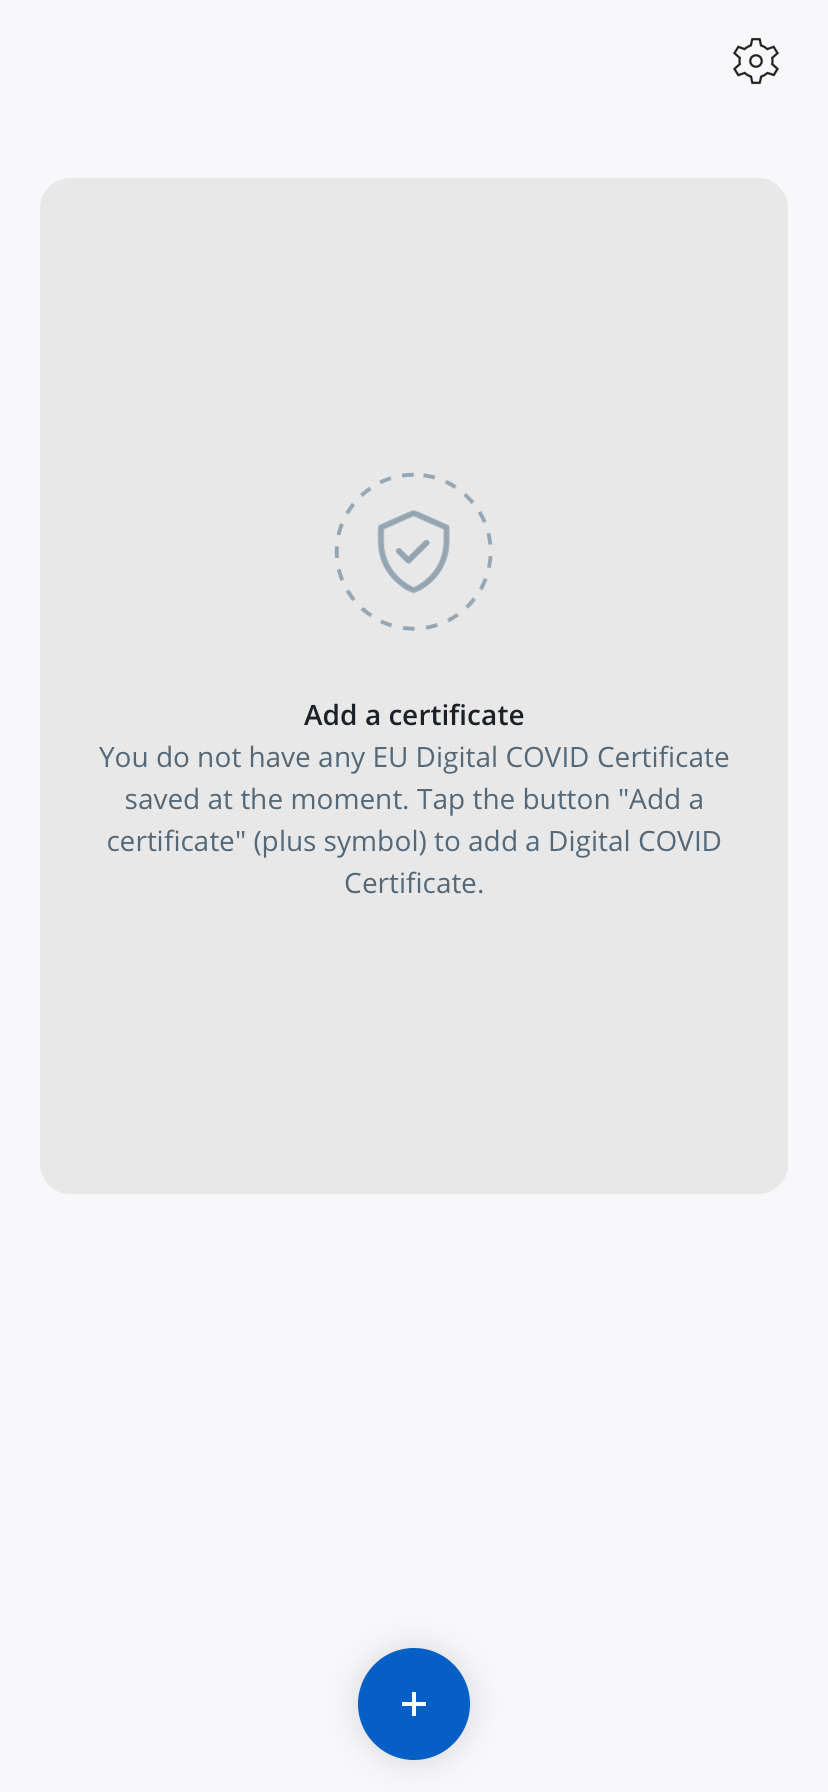 Add a certificate
You do not have any EU Digital COVID Certificate
saved at the moment. Tap the button "Add a
certificate" (plus symbol) to add a Digital COVID
Certificate.